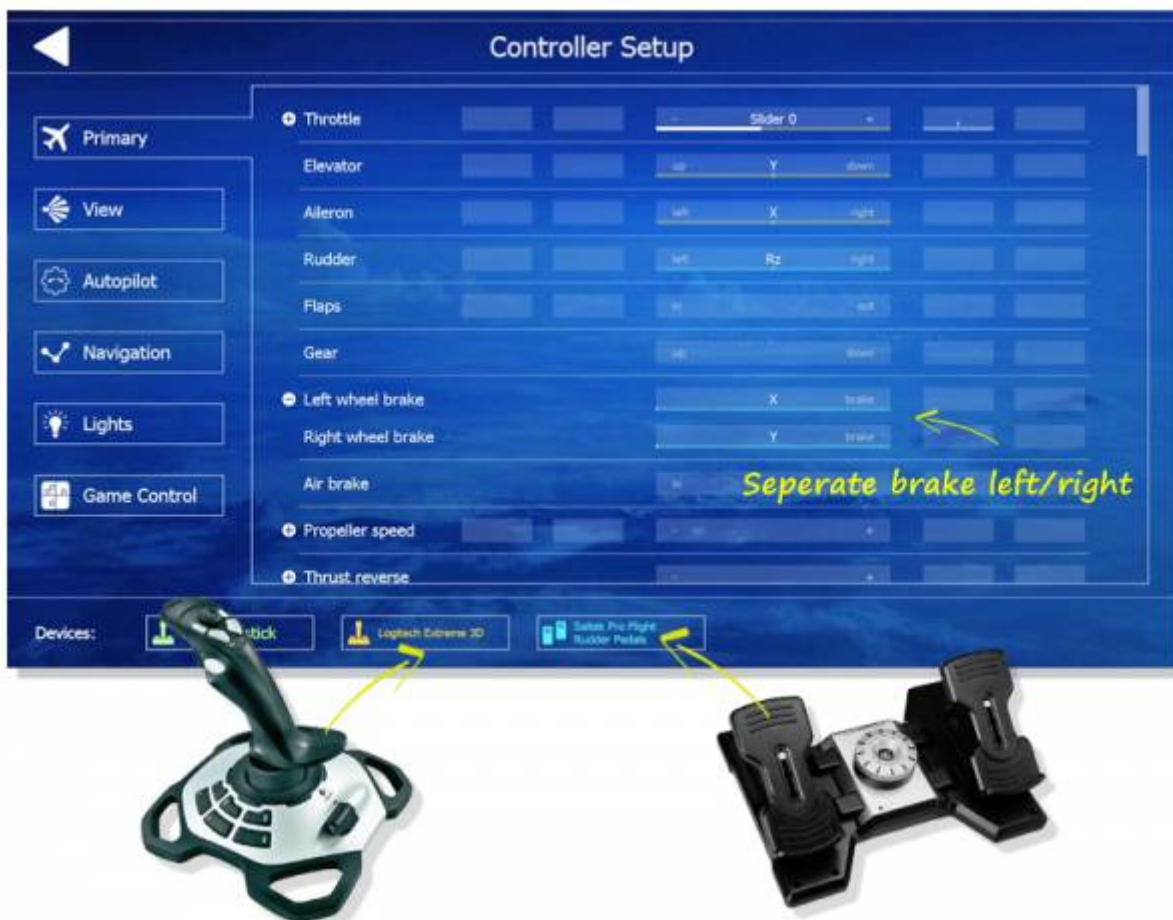 Controller Setup
Primary
View
Autopilot
Navigation
Lights
Game Control
Throttle - Slider 0 + ,
Elevator up Y down
Aileron left X right
Rudder left Rz right
Flaps in out
Gear up down
Left wheel brake X brake
Right wheel brake Y brake
Air brake in
Seperate brake left/right
Propeller speed - +
Thrust reverse - +
Devices:
Logitech Extreme 3D
Saitek Pro Flight
Rudder Pedals